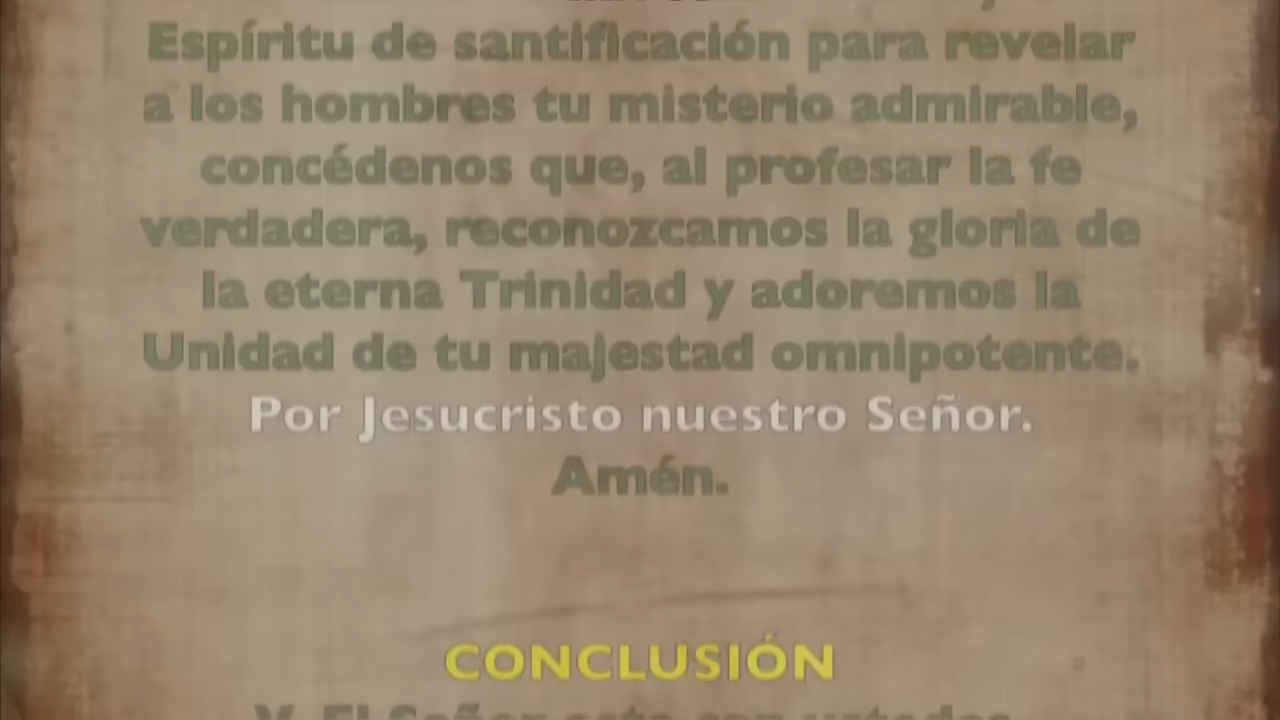 Espíritu de santificación para revelar
a los hombres tu misterio admirable,
concédenos que, al profesar la fe
verdadera, reconozcamos la gloria de
la eterna Trinidad y adoremos la
Unidad de tu majestad omnipotente.
Por Jesucristo nuestro Señor.
Amén.
CONCLUSIÓN